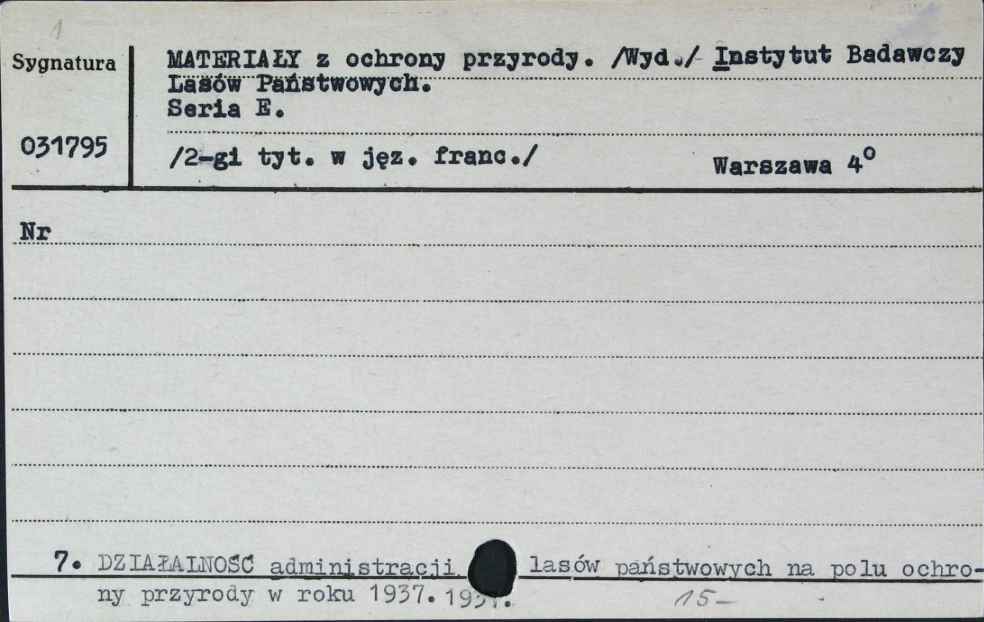 1
Sygnatura
MATERIAŁY z ochrony przyrody. /Wyd./ Instytut Badawczy
Lasów Państwowych.
Seria E.
031795
/2-gi tyt. w jęz. franc./ Warszawa 4°
Nr
7. DZIAŁALNOŚĆ administracji lasów państwowych na polu ochro-
ny przyrody w roku 1937. 15-